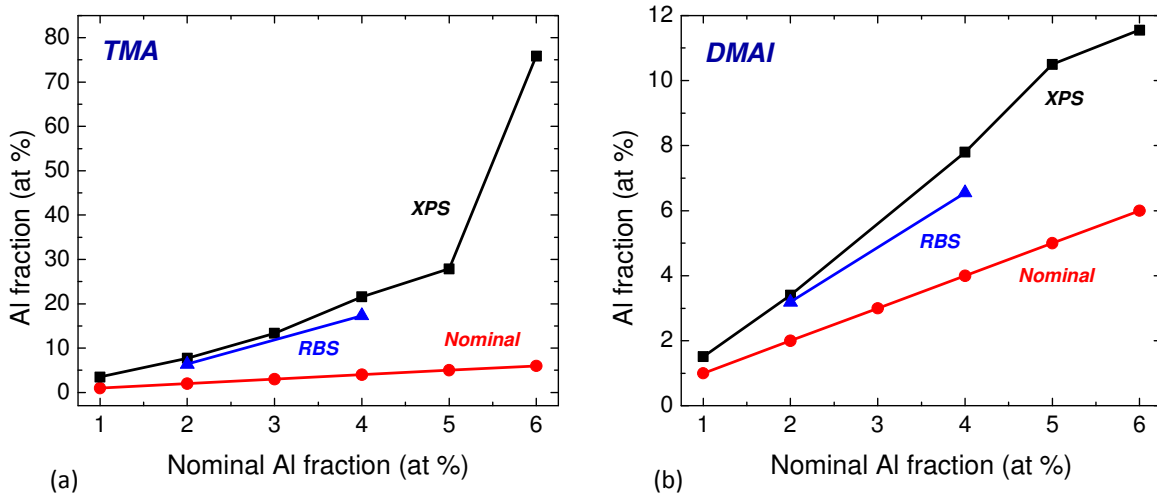 TMA
XPS
RBS
Nominal
Al fraction (at %)
80
70
60
50
40
30
20
10
0
1 2 3 4 5 6
Nominal Al fraction (at %)
(a)
DMAI
XPS
RBS
Nominal
Al fraction (at %)
12
10
8
6
4
2
0
1 2 3 4 5 6
Nominal Al fraction (at %)
(b)